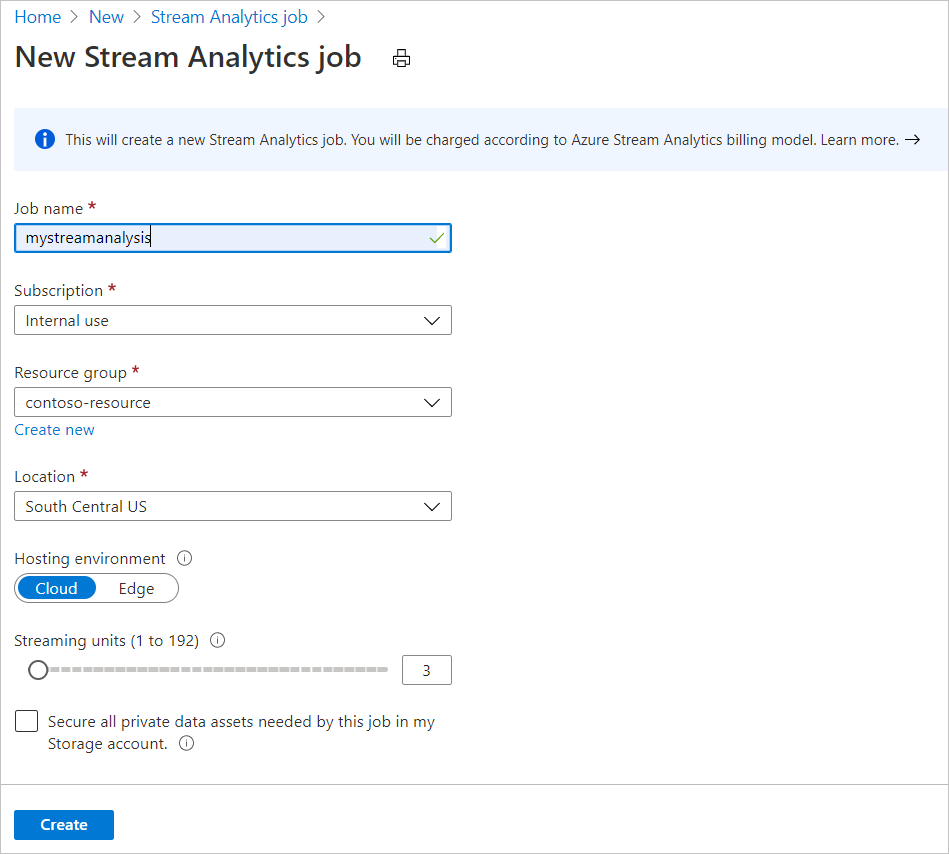 Home > New > Stream Analytics job >
New Stream Analytics job
This will create a new Stream Analytics job. You will be charged according to Azure Stream Analytics billing model. Learn more. →
Job name *
mystreamanalysis
Subscription *
Internal use
Resource group *
contoso-resource
Create new
Location *
South Central US
Hosting environment
Cloud Edge
Streaming units (1 to 192)
3
Secure all private data assets needed by this job in my
Storage account.
Create